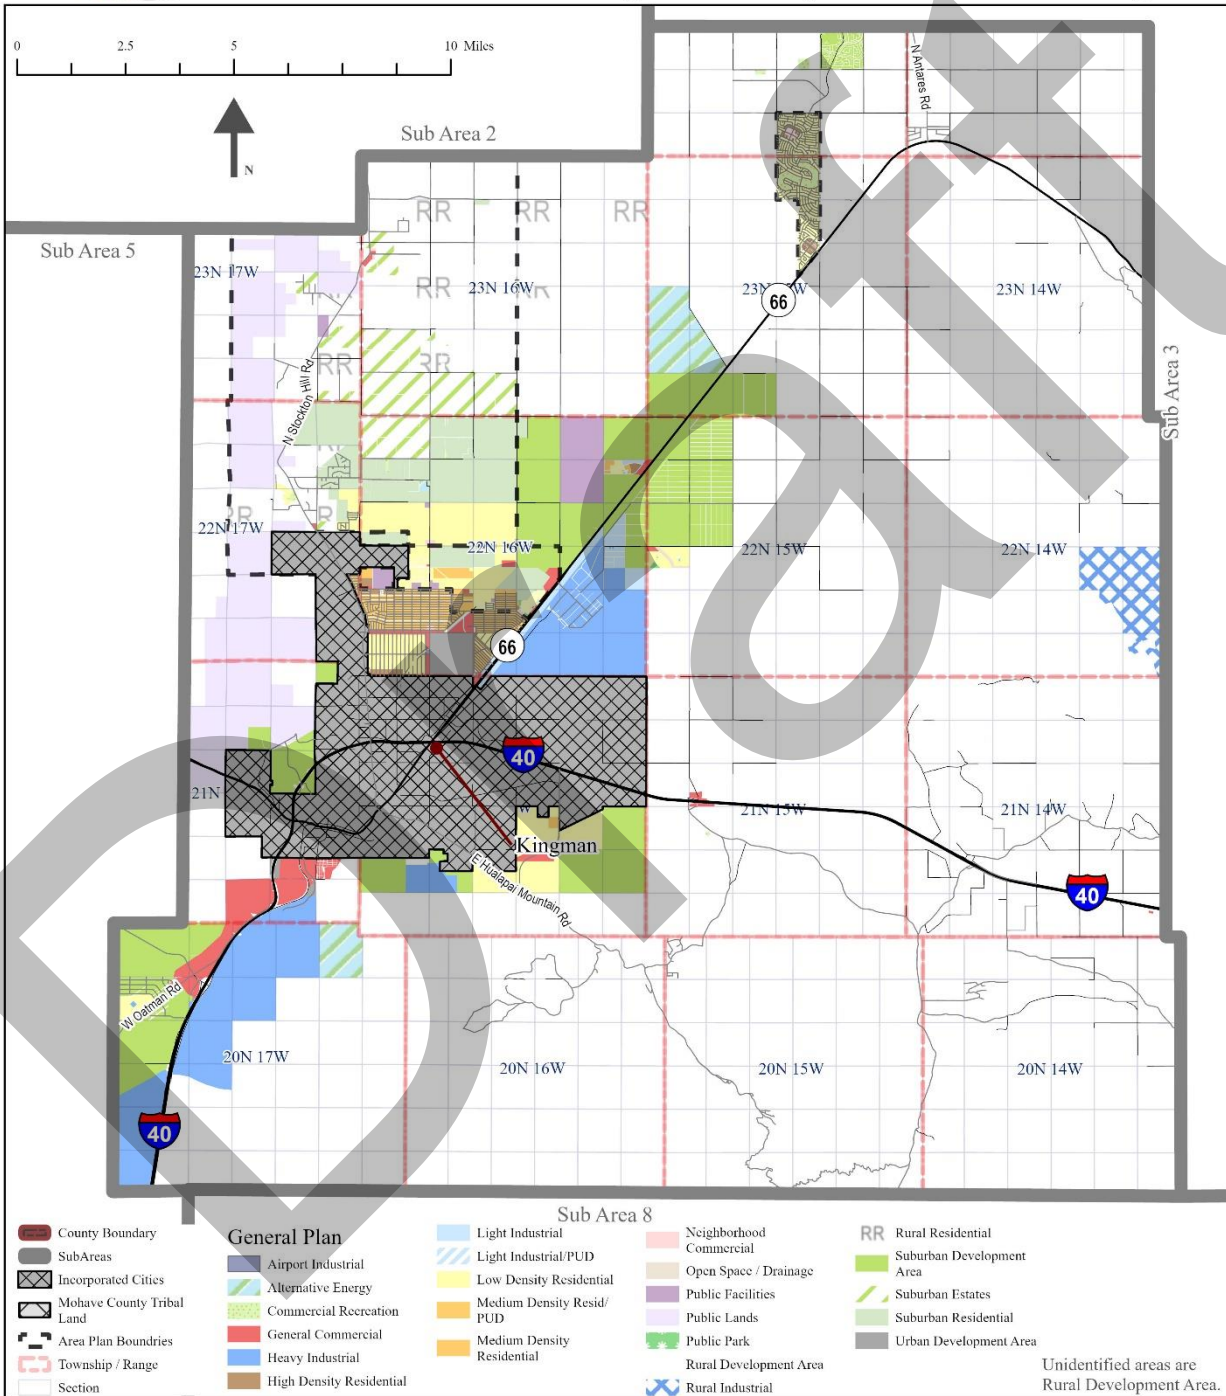 0 2.5 5 10 Miles
N
Sub Area 2
Sub Area 5
N Antares Rd
RR RR RR
23N 17W
RR
23N 16W
RR
23N
W
66
23N 14W
RR
RR
N Stockton Hill Rd
Sub Area 3
RR
22N 17W
R
22N 16W
22N 15W
22N 14W
66
40
21N
21N 15W
21N 14W
Kingman
E Hualapai Mountain Rd
40
W Oatman Rd
20N 17W
20N 16W
20N 15W
20N 14W
40
Draft
Sub Area 8
County Boundary
SubAreas
Incorporated Cities
Mohave County Tribal
Land
Area Plan Boundries
Township / Range
Section
General Plan
Airport Industrial
Alternative Energy
Commercial Recreation
General Commercial
Heavy Industrial
High Density Residential
Light Industrial
Light Industrial/PUD
Low Density Residential
Medium Density Resid/
PUD
Medium Density
Residential
Neighborhood
Commercial
Open Space / Drainage
Public Facilities
Public Lands
Public Park
Rural Development Area
Rural Industrial
RR Rural Residential
Suburban Development
Area
Suburban Estates
Suburban Residential
Urban Development Area
Unidentified areas are
Rural Development Area.